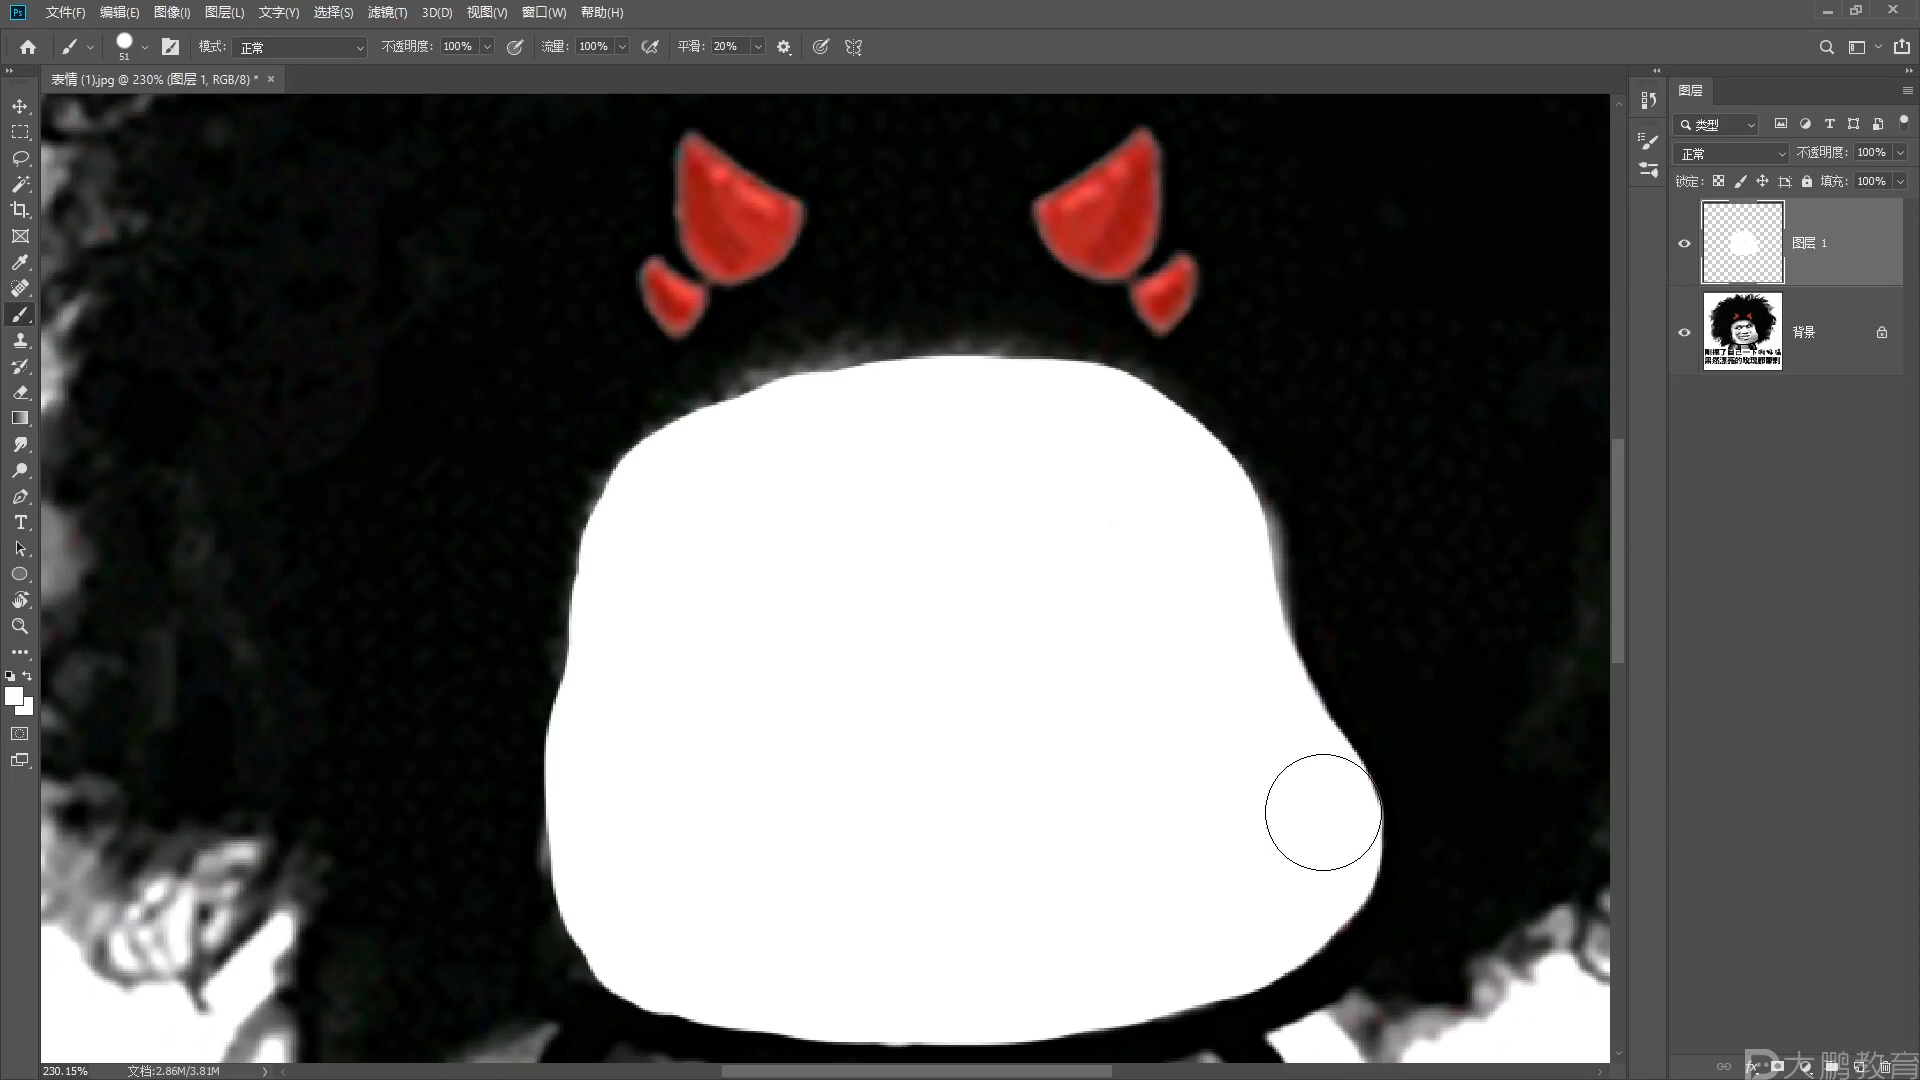 Ps 文件(F) 编辑(E) 图像(I) 图层(L) 文字(Y) 选择(S) 滤镜(T) 3D(D) 视图(V) 窗口(W) 帮助(H)
51 模式: 正常 不透明度: 100% 流量: 100% 平滑: 20%
表情 (1).jpg @ 230% (图层 1, RGB/8) * ×
图层
类型
正常 不透明度: 100%
锁定: 填充: 100%
图层 1
背景
230.15% 文档:2.86M/3.81M
大鹏教育